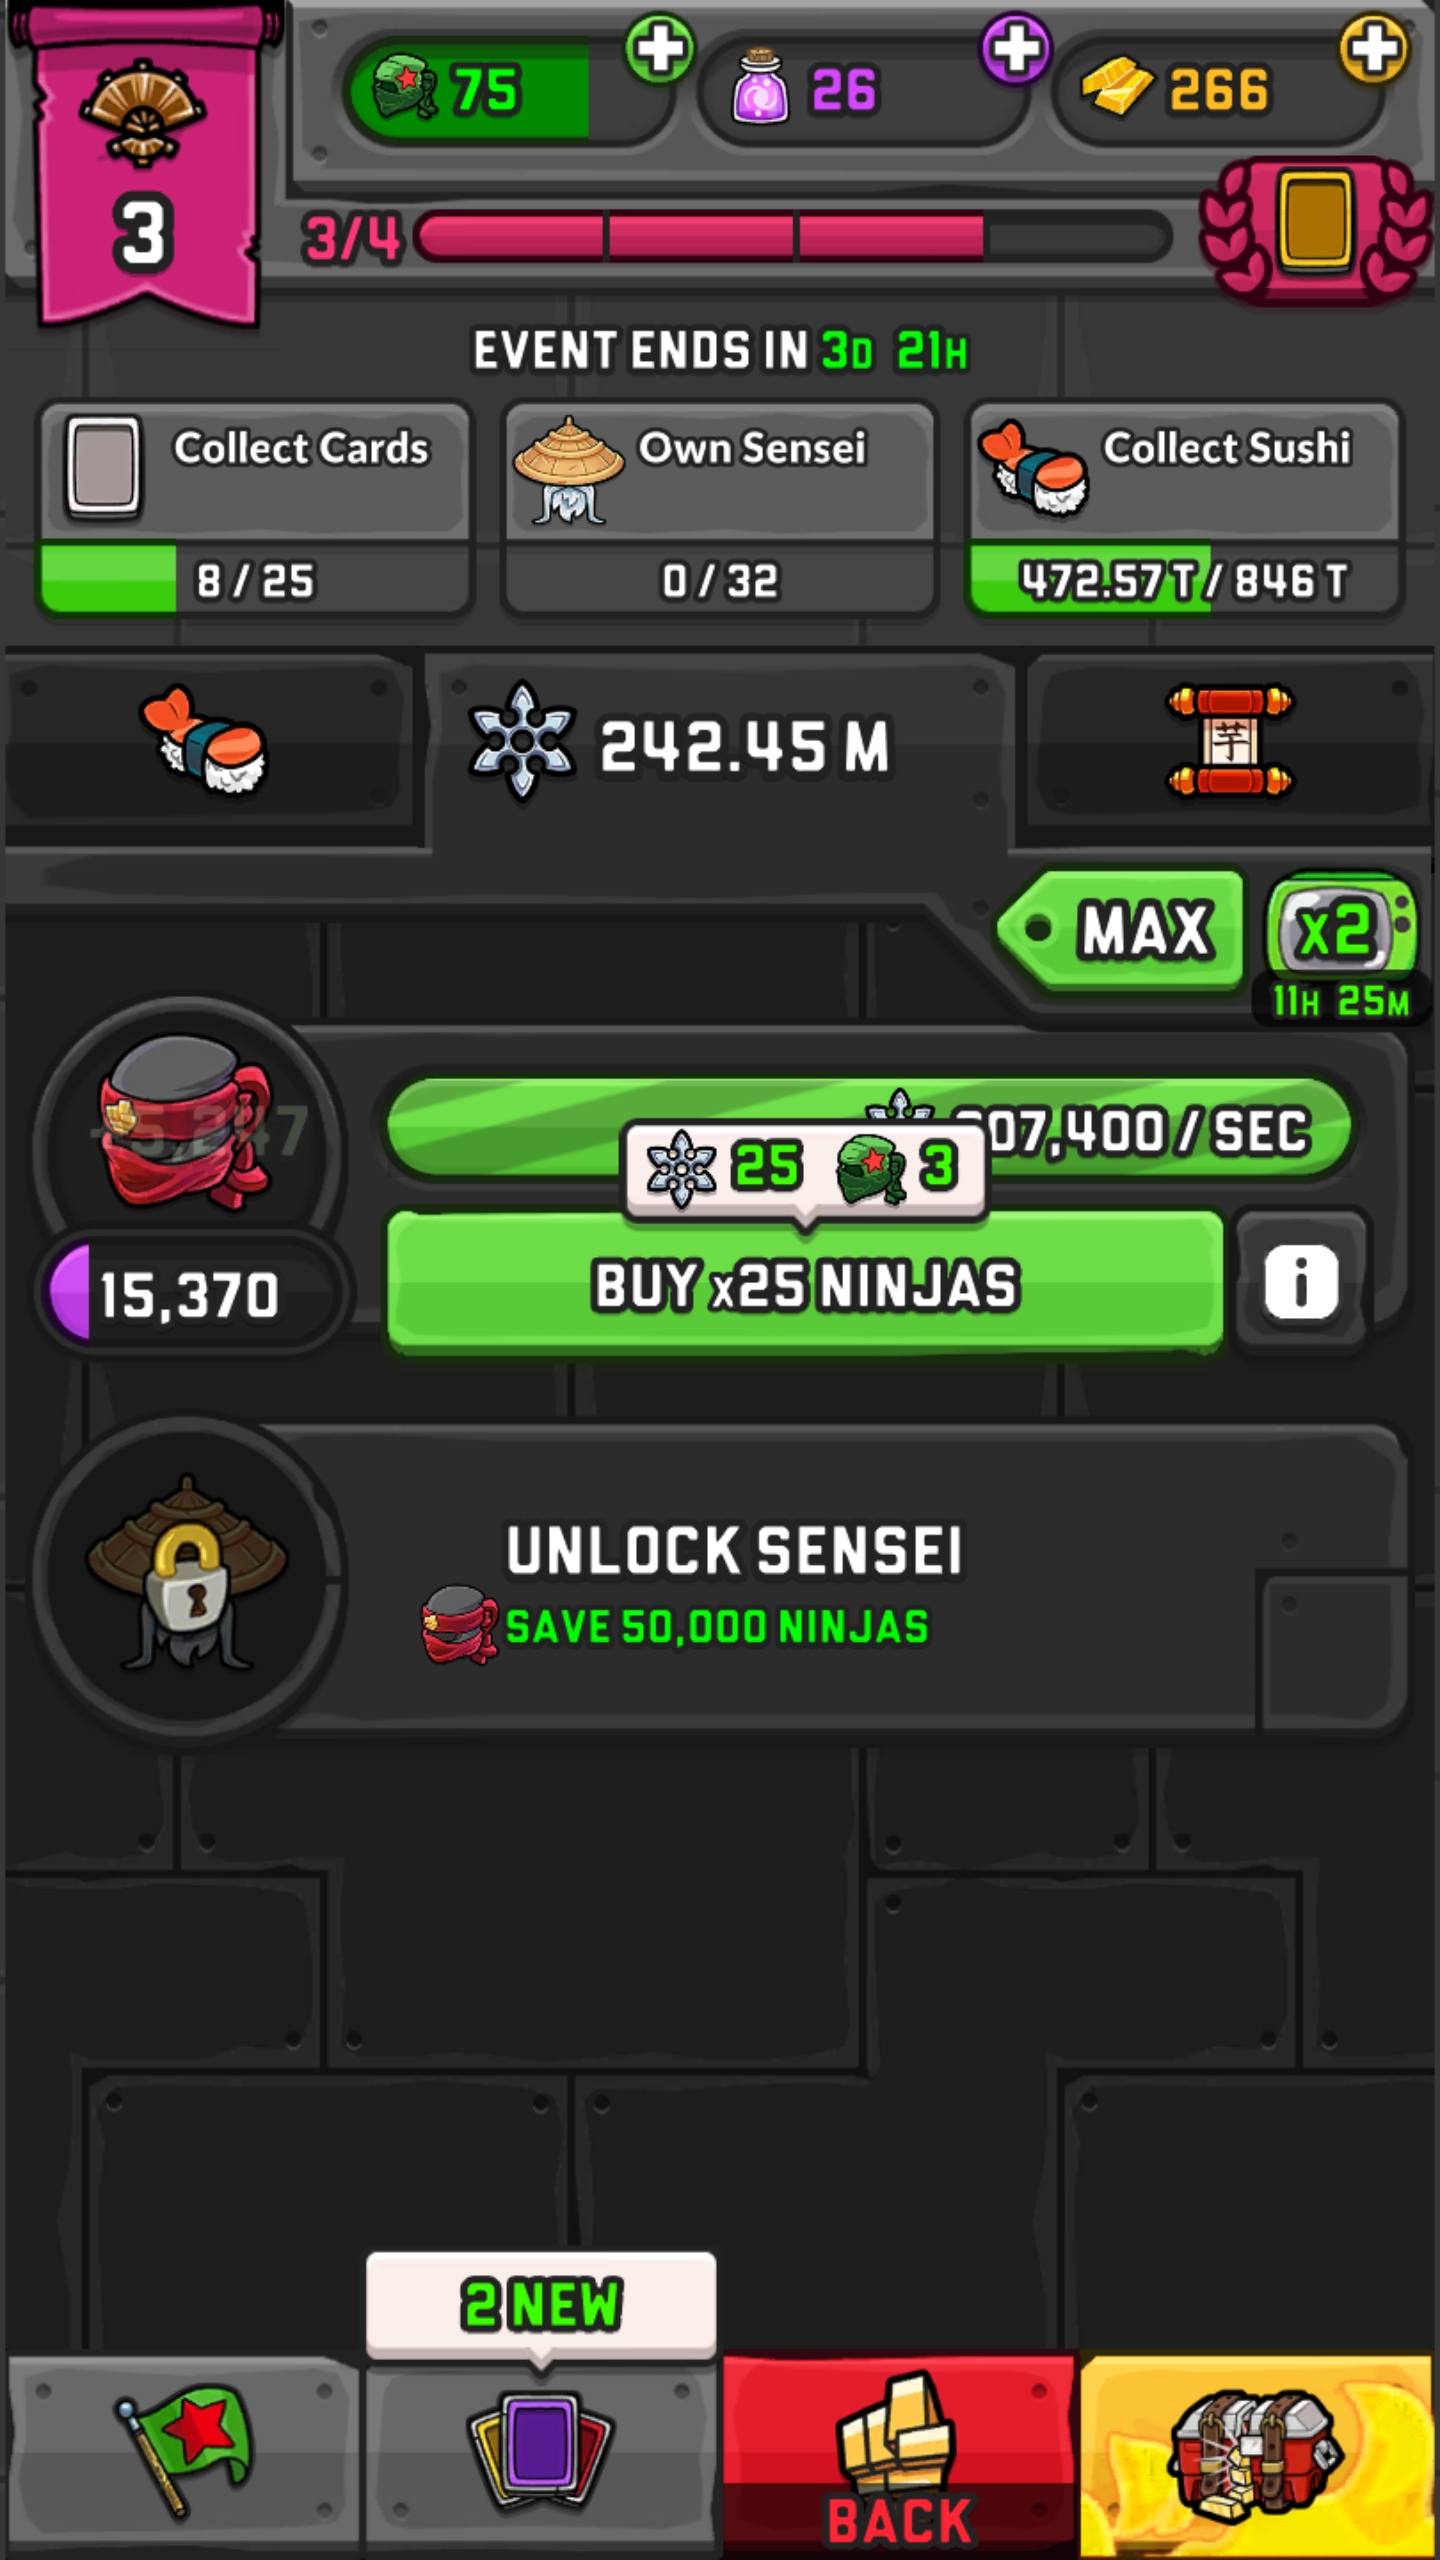 75
26
266
3
3/4
EVENT ENDS IN 3D 21H
Collect Cards
Own Sensei
Collect Sushi
8 / 25
0 / 32
472.57 T / 846 T
242.45 M
芋
MAX
x2
11H 25M
07,400 / SEC
25
3
15,370
BUY x25 NINJAS
i
UNLOCK SENSEI
SAVE 50,000 NINJAS
2 NEW
BACK